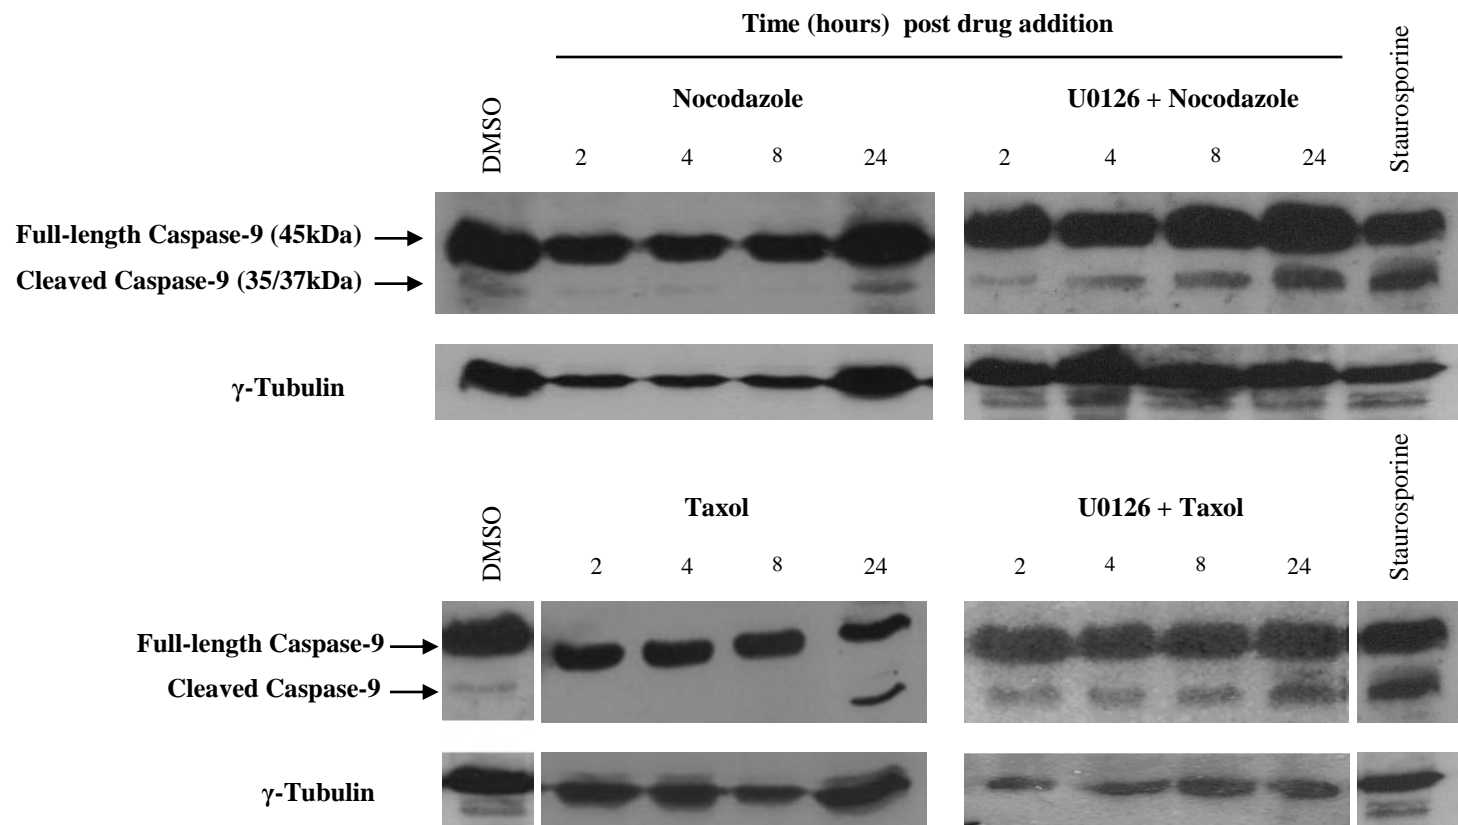 Time (hours) post drug addition
Nocodazole
U0126 + Nocodazole
DMSO
Staurosporine
2 4 8 24 2 4 8 24
Full-length Caspase-9 (45kDa)
Cleaved Caspase-9 (35/37kDa)
γ-Tubulin
Taxol
U0126 + Taxol
DMSO
Staurosporine
2 4 8 24 2 4 8 24
Full-length Caspase-9
Cleaved Caspase-9
γ-Tubulin